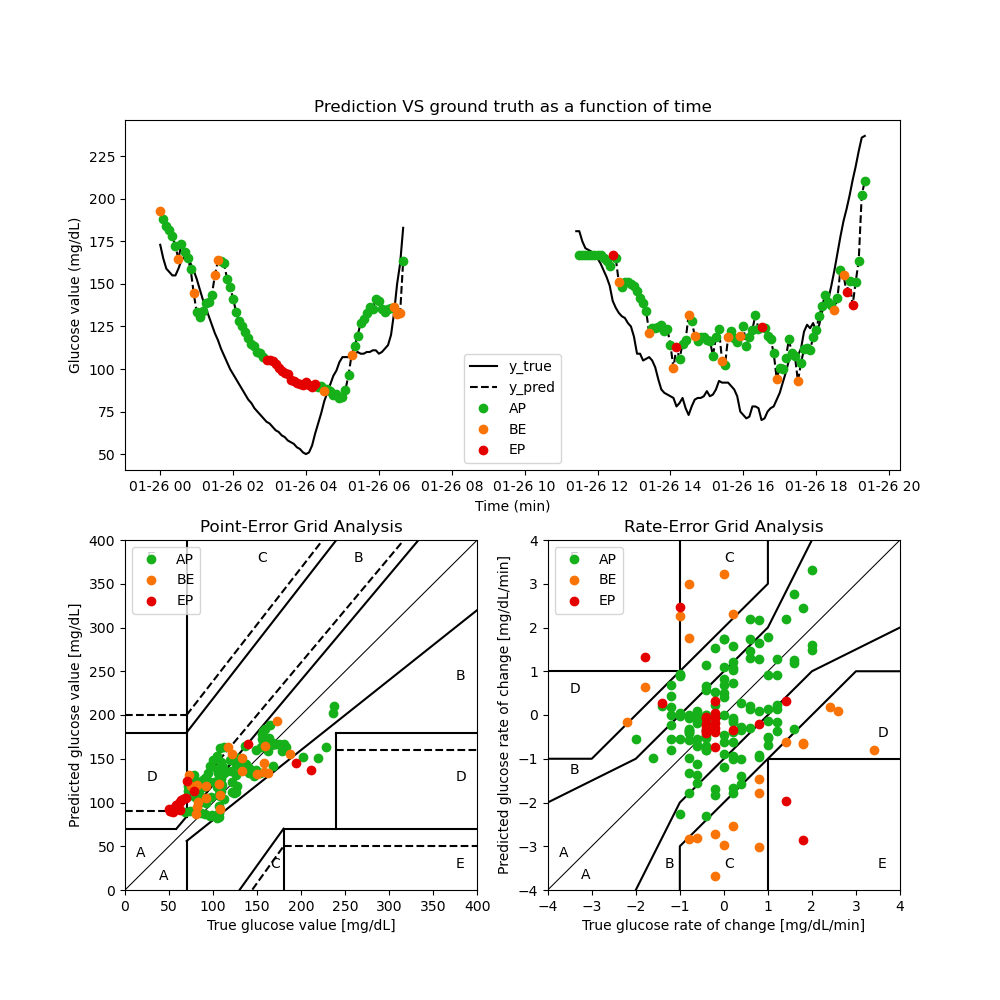 Prediction VS ground truth as a function of time
Glucose value (mg/dL)
225
200
175
150
125
100
75
50
y_true
y_pred
AP
BE
EP
01-26 00 01-26 02 01-26 04 01-26 06 01-26 08 01-26 10 01-26 12 01-26 14 01-26 16 01-26 18 01-26 20
Time (min)
Point-Error Grid Analysis
Predicted glucose value [mg/dL]
400
350
300
250
200
150
100
50
0
AP
BE
EP
C
B
B
D
D
A
A
C
E
0 50 100 150 200 250 300 350 400
True glucose value [mg/dL]
Rate-Error Grid Analysis
Predicted glucose rate of change [mg/dL/min]
4
3
2
1
0
−1
−2
−3
−4
AP
BE
EP
C
D
D
B
A
A
B
C
E
−4 −3 −2 −1 0 1 2 3 4
True glucose rate of change [mg/dL/min]